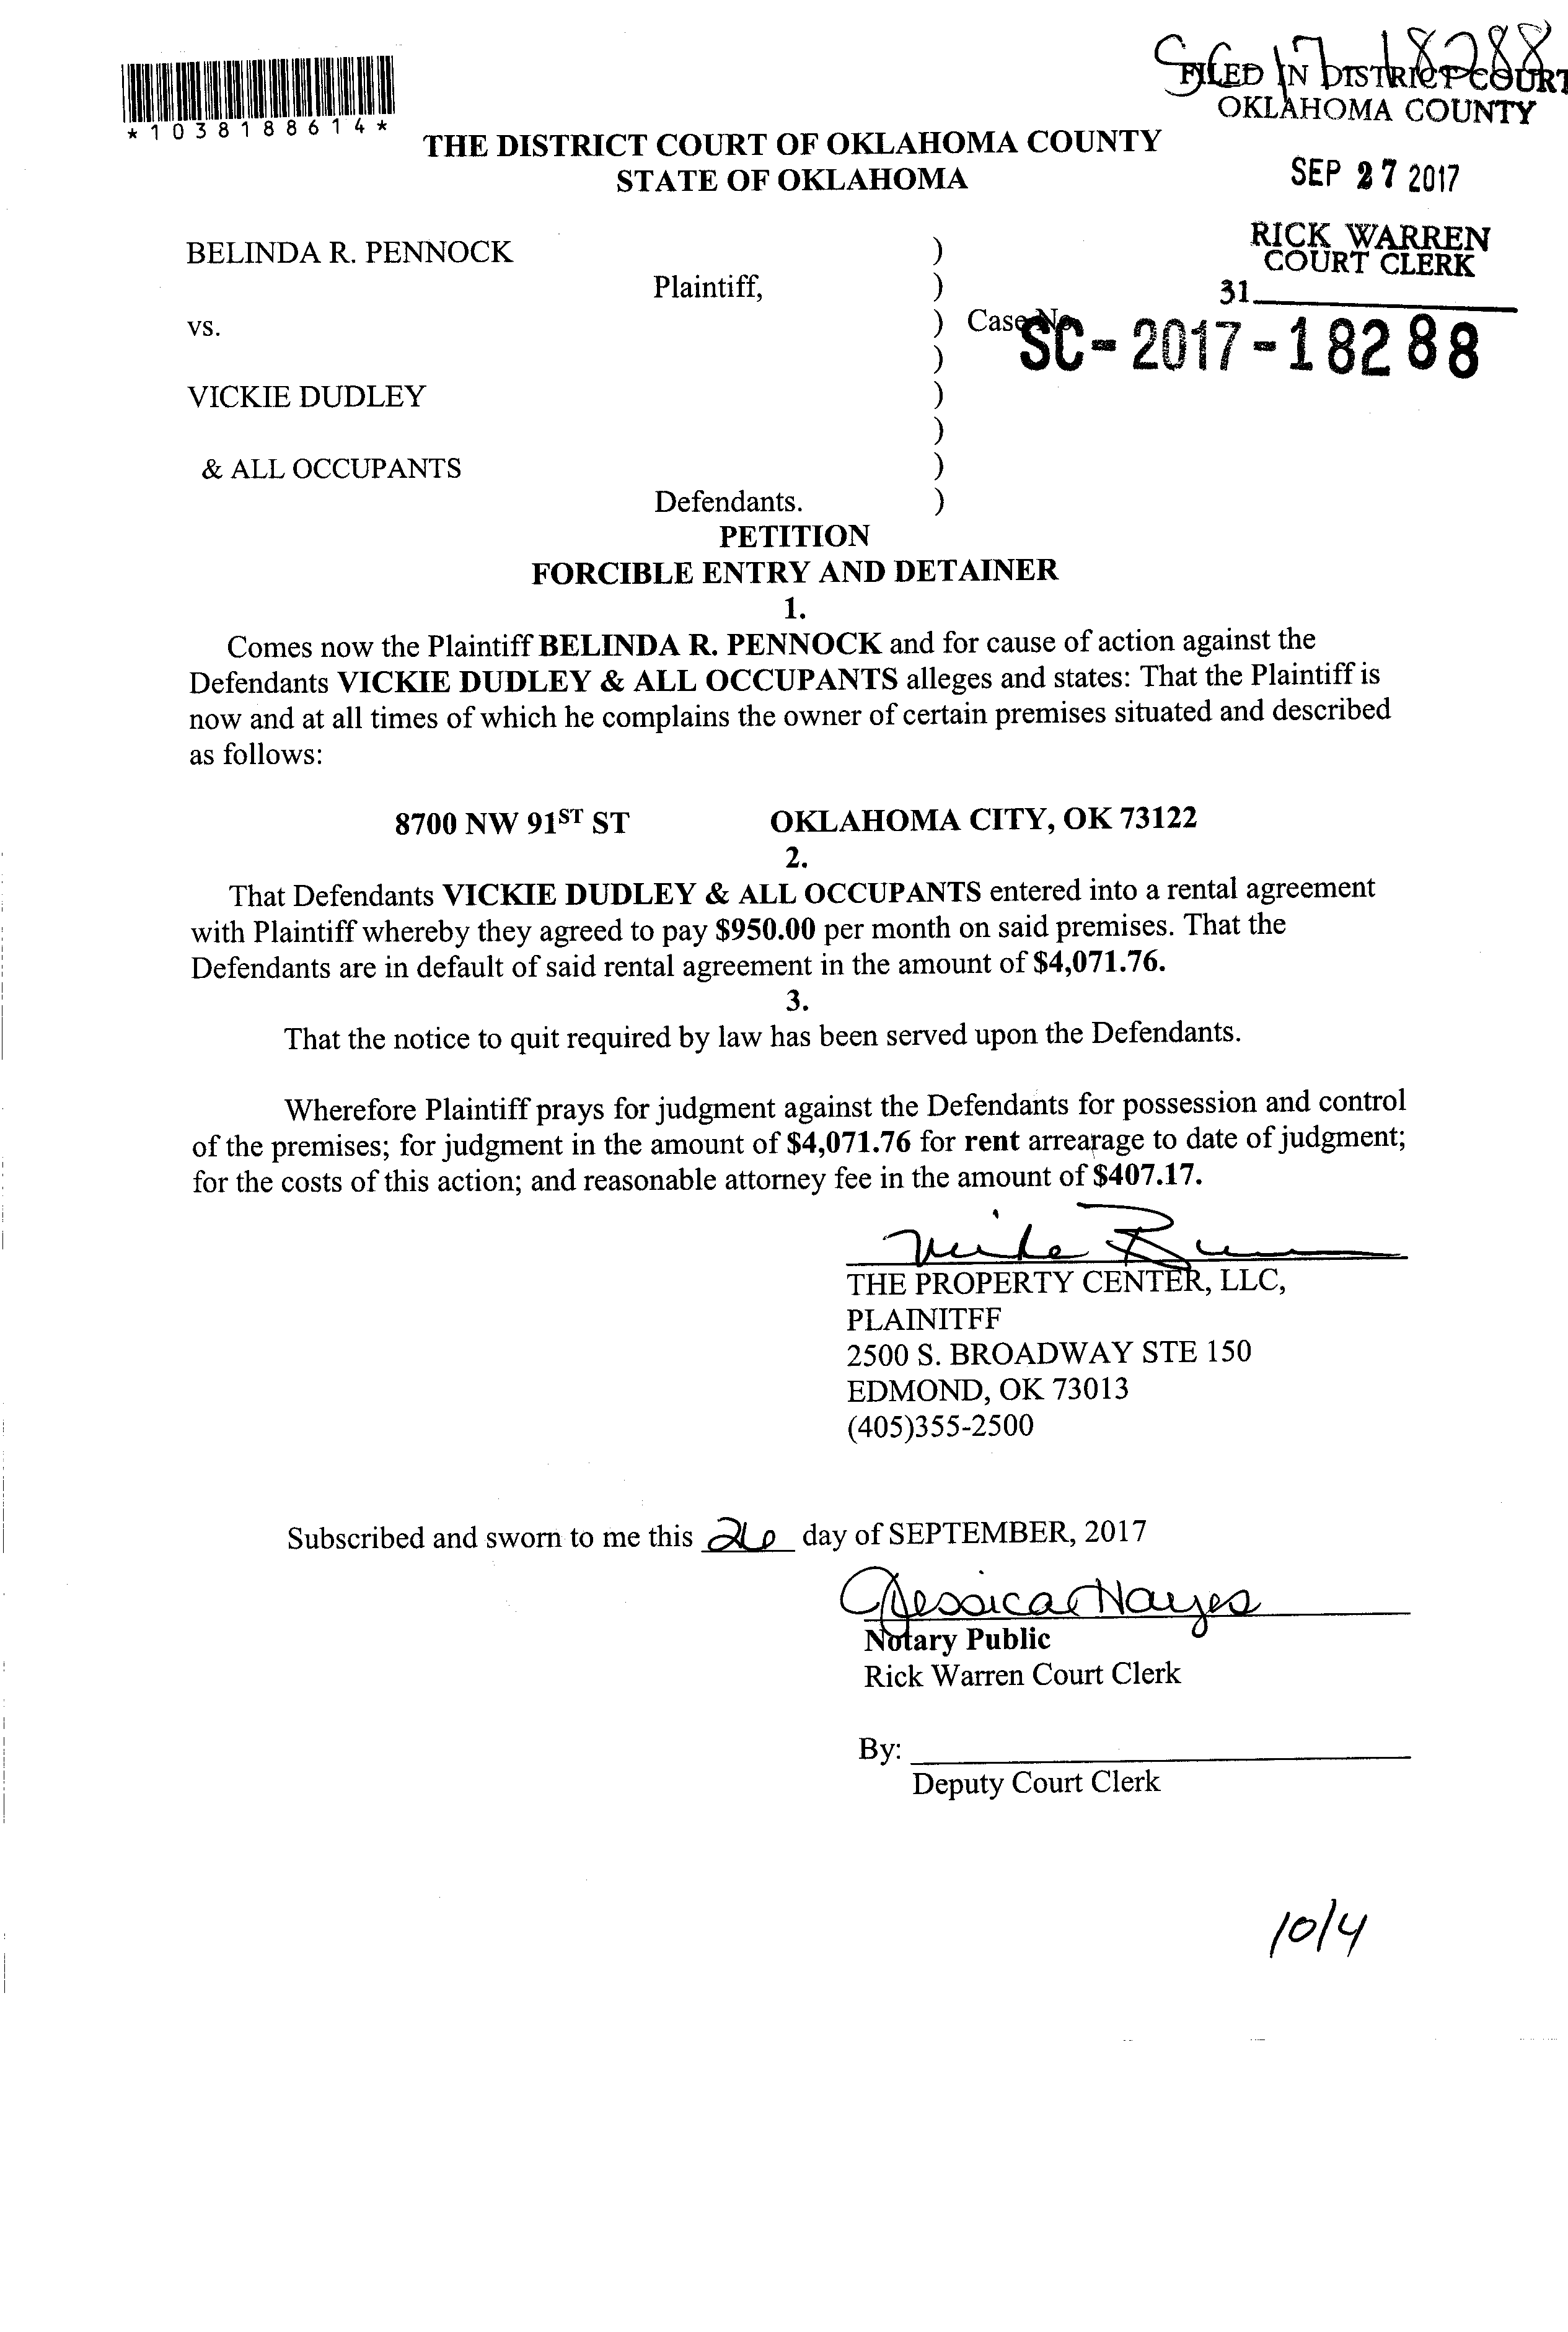 SC 17-18288
FILED IN DISTRICT COURT
OKLAHOMA COUNTY
*1038188614*
THE DISTRICT COURT OF OKLAHOMA COUNTY
STATE OF OKLAHOMA
SEP 27 2017
RICK WARREN
COURT CLERK
31
BELINDA R. PENNOCK )
Plaintiff, )
vs. ) Case No.
SC-2017-18288
)
VICKIE DUDLEY )
)
& ALL OCCUPANTS )
Defendants. )
PETITION
FORCIBLE ENTRY AND DETAINER
1.
Comes now the Plaintiff BELINDA R. PENNOCK and for cause of action against the
Defendants VICKIE DUDLEY & ALL OCCUPANTS alleges and states: That the Plaintiff is
now and at all times of which he complains the owner of certain premises situated and described
as follows:
8700 NW 91ST ST OKLAHOMA CITY, OK 73122
2.
That Defendants VICKIE DUDLEY & ALL OCCUPANTS entered into a rental agreement
with Plaintiff whereby they agreed to pay $950.00 per month on said premises. That the
Defendants are in default of said rental agreement in the amount of $4,071.76.
3.
That the notice to quit required by law has been served upon the Defendants.
Wherefore Plaintiff prays for judgment against the Defendants for possession and control
of the premises; for judgment in the amount of $4,071.76 for rent arrearage to date of judgment;
for the costs of this action; and reasonable attorney fee in the amount of $407.17.
Mike
THE PROPERTY CENTER, LLC,
PLAINITFF
2500 S. BROADWAY STE 150
EDMOND, OK 73013
(405)355-2500
Subscribed and sworn to me this 26 day of SEPTEMBER, 2017
Jessica Hayes
Notary Public
Rick Warren Court Clerk
By:
Deputy Court Clerk
10/4